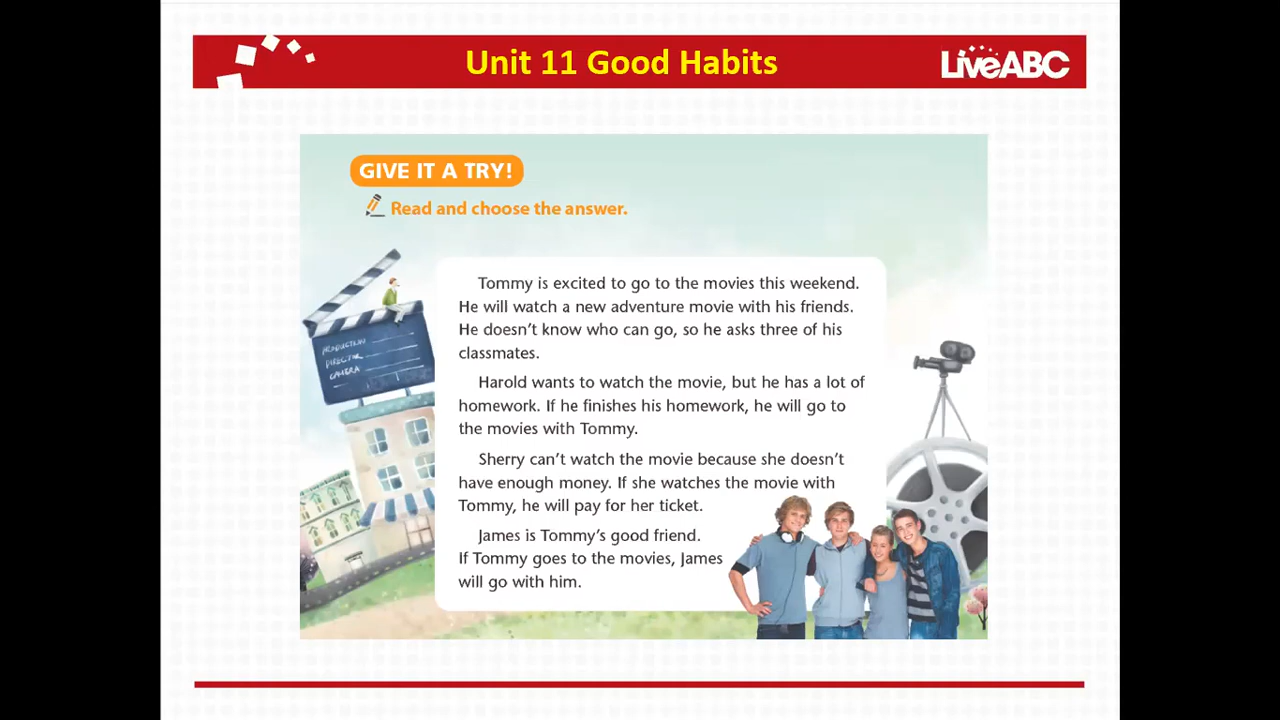 Unit 11 Good Habits
LiveABC
GIVE IT A TRY!
Read and choose the answer.
Tommy is excited to go to the movies this weekend.
He will watch a new adventure movie with his friends.
He doesn't know who can go, so he asks three of his
classmates.
Harold wants to watch the movie, but he has a lot of
homework. If he finishes his homework, he will go to
the movies with Tommy.
Sherry can't watch the movie because she doesn't
have enough money. If she watches the movie with
Tommy, he will pay for her ticket.
James is Tommy's good friend.
If Tommy goes to the movies, James
will go with him.
PRODUCTION
DIRECTOR
CAMERA